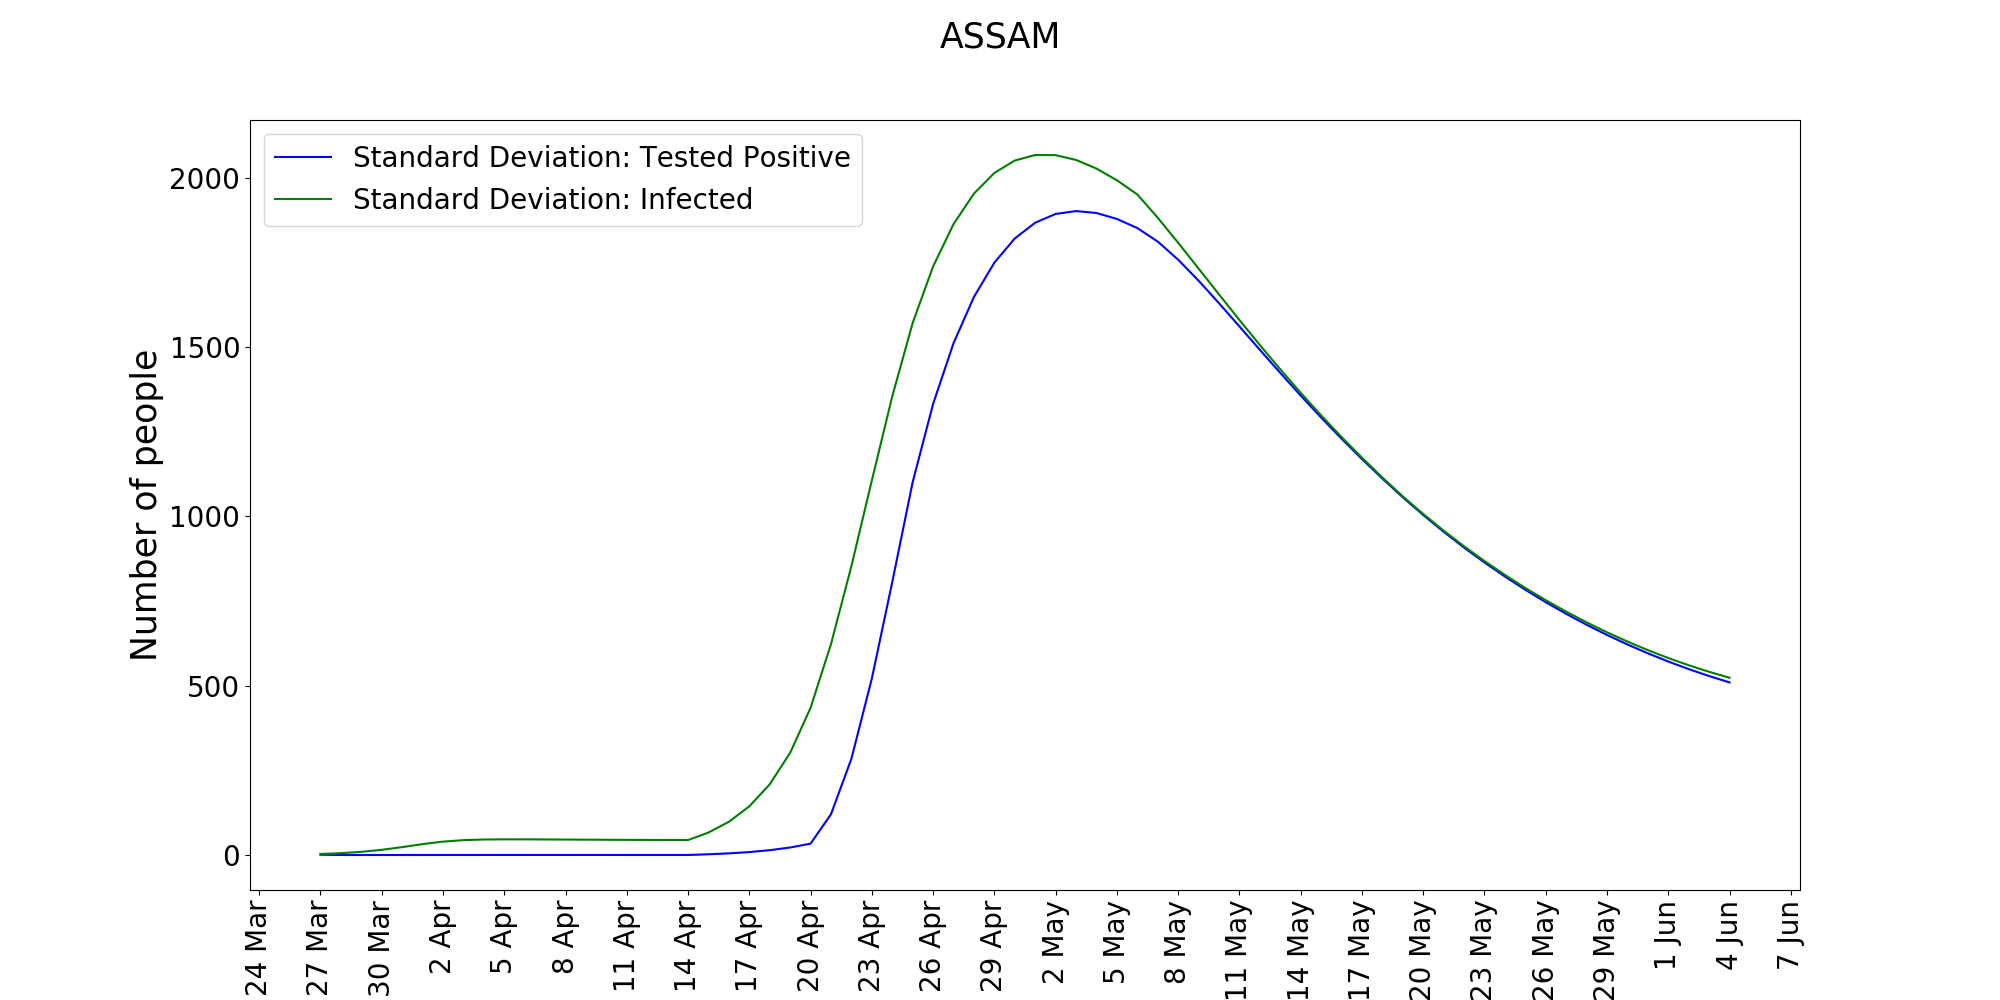 ASSAM
Standard Deviation: Tested Positive
Standard Deviation: Infected
Number of people
2000
1500
1000
500
0
24 Mar
27 Mar
30 Mar
2 Apr
5 Apr
8 Apr
11 Apr
14 Apr
17 Apr
20 Apr
23 Apr
26 Apr
29 Apr
2 May
5 May
8 May
11 May
14 May
17 May
20 May
23 May
26 May
29 May
1 Jun
4 Jun
7 Jun